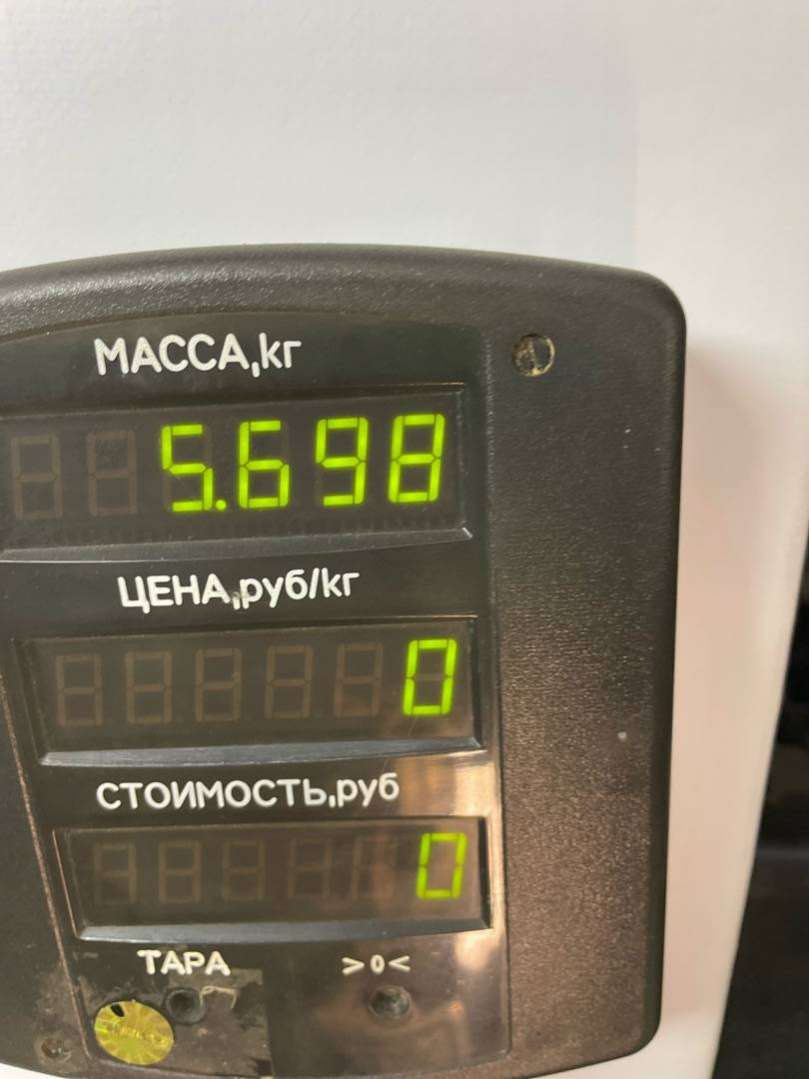 МАССА,кг
5.698
ЦЕНА,руб/кг
0
СТОИМОСТЬ,руб
0
ТАРА >0<